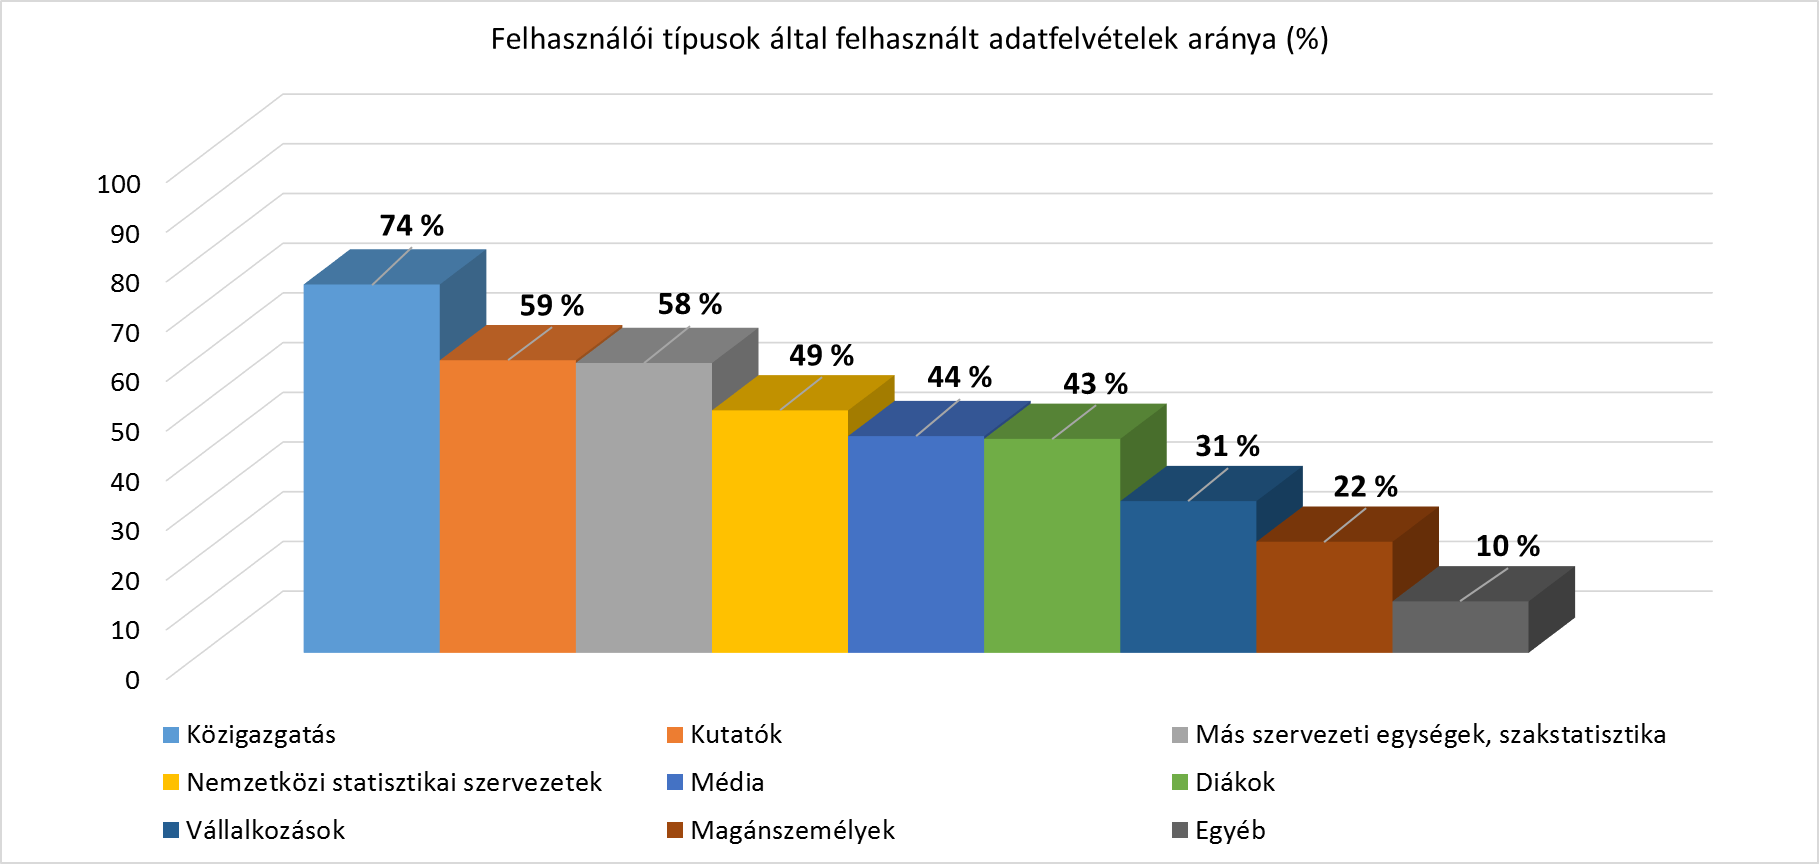 Felhasználói típusok által felhasznált adatfelvételek aránya (%)
100
90
80
70
60
50
40
30
20
10
0
74 %
59 %
58 %
49 %
44 %
43 %
31 %
22 %
10 %
Közigazgatás
Kutatók
Más szervezeti egységek, szakstatisztika
Nemzetközi statisztikai szervezetek
Média
Diákok
Vállalkozások
Magánszemélyek
Egyéb